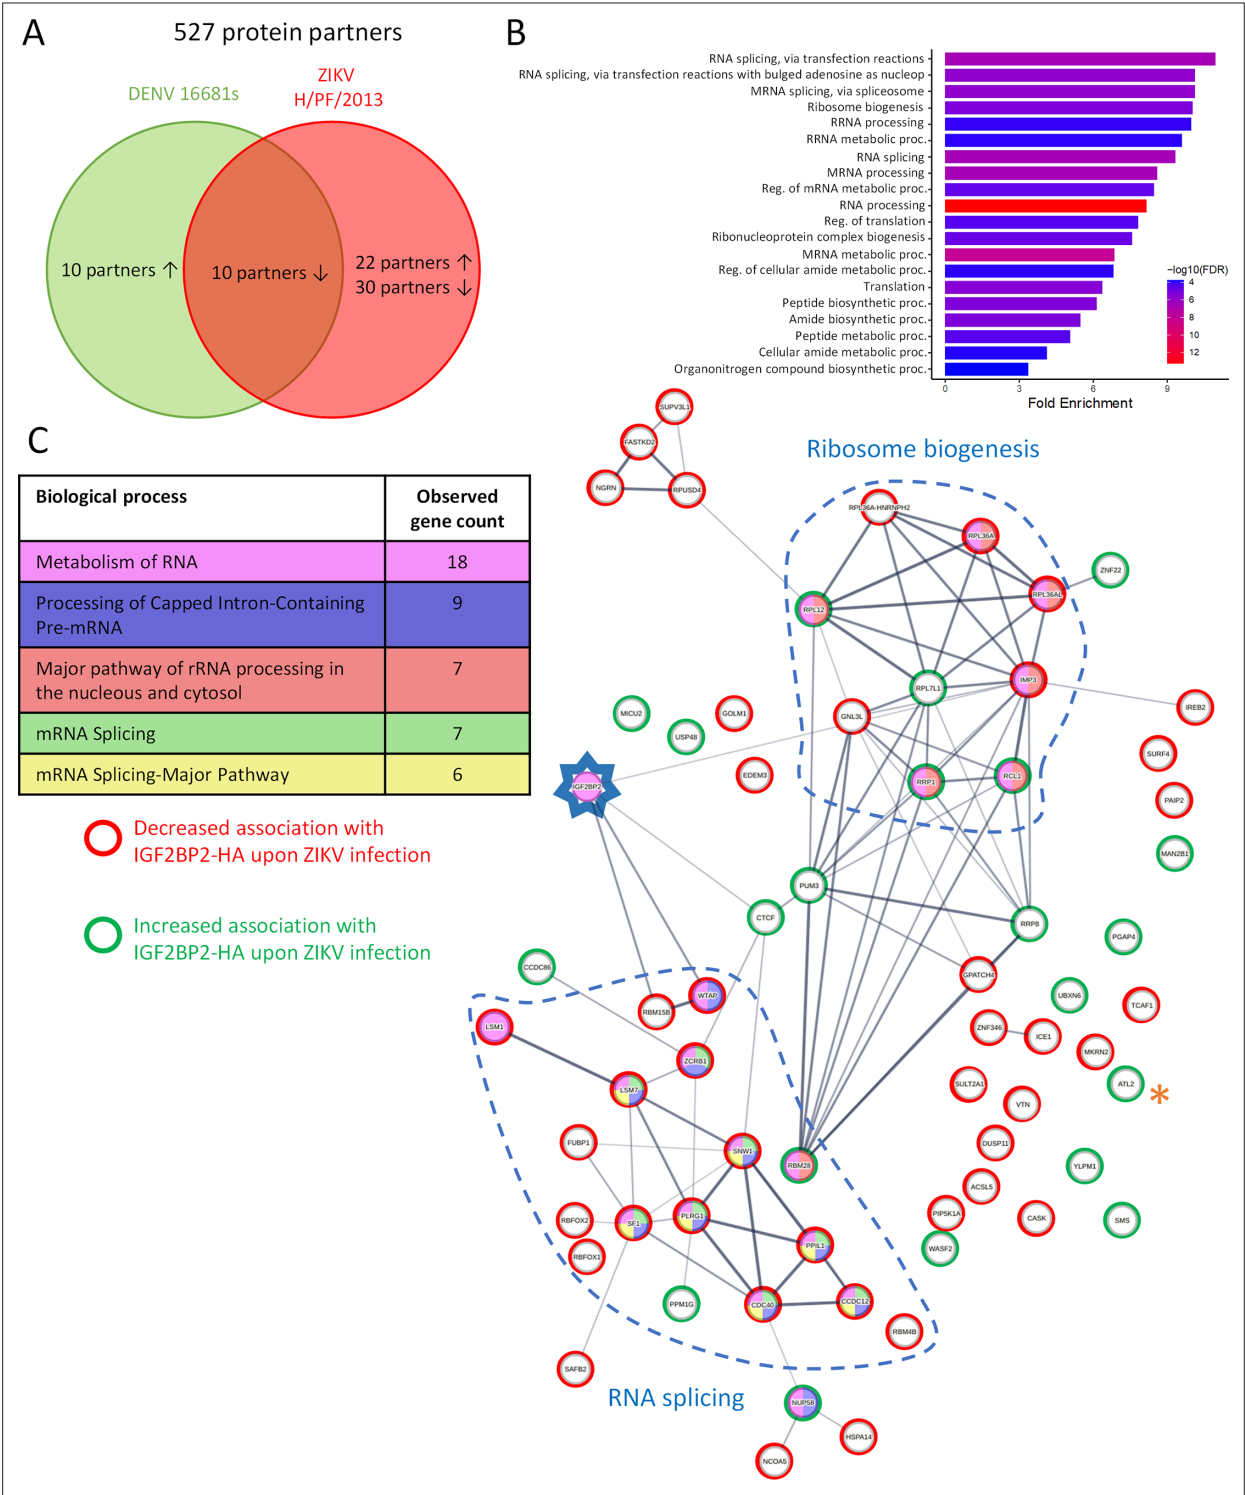 A
527 protein partners
DENV 16681s
ZIKV
H/PF/2013
10 partners ↑
10 partners ↓
22 partners ↑
30 partners ↓
B
RNA splicing, via transfection reactions
RNA splicing, via transfection reactions with bulged adenosine as nucleop
MRNA splicing, via spliceosome
Ribosome biogenesis
RRNA processing
RRNA metabolic proc.
RNA splicing
MRNA processing
Reg. of mRNA metabolic proc.
RNA processing
Reg. of translation
Ribonucleoprotein complex biogenesis
MRNA metabolic proc.
Reg. of cellular amide metabolic proc.
Translation
Peptide biosynthetic proc.
Amide biosynthetic proc.
Peptide metabolic proc.
Cellular amide metabolic proc.
Organonitrogen compound biosynthetic proc.
−log10(FDR)
4
6
8
10
12
0 3 6 9
Fold Enrichment
C
Biological process Observed
gene count
Metabolism of RNA 18
Processing of Capped Intron-Containing 9
Pre-mRNA
Major pathway of rRNA processing in 7
the nucleous and cytosol
mRNA Splicing 7
mRNA Splicing-Major Pathway 6
Decreased association with
IGF2BP2-HA upon ZIKV infection
Increased association with
IGF2BP2-HA upon ZIKV infection
Ribosome biogenesis
SUPV3L1
FASTKD2
NGRN
RPUSD4
RPL36A-HNRNPH2
RPL36A
RPL36AL
ZNF22
RPL12
RPL7L1
IMP3
IREB2
MICU2
USP48
GOLM1
GNL3L
EDEM3
SURF4
IGF2BP2
RRP1
RCL1
PAIP2
MAN2B1
PUM3
CTCF
RRP8
PGAP4
CCDC86
GPATCH4
WTAP
RBM15B
UBXN6
TCAF1
LSM1
ZNF346
ICE1
MKRN2
ZCRB1
LSM7
SULT2A1
ATL2
*
VTN
FUBP1
SNW1
DUSP11
RBM28
YLPM1
ACSL5
RBFOX2
SF1
PLRG1
PIP5K1A
CASK
SMS
RBFOX1
PPIL1
WASF2
PPM1G
CDC40
CCDC12
RBM4B
SAFB2
RNA splicing
NUP58
HSPA14
NCOA5